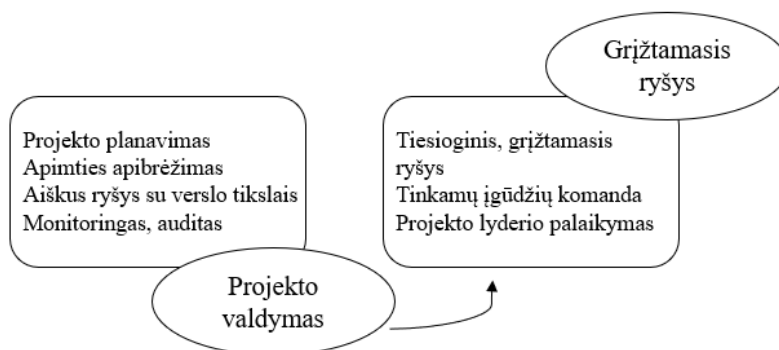 Grįžtamasis
ryšys
Projekto planavimas
Apimties apibrėžimas
Aiškus ryšys su verslo tikslais
Monitoringas, auditas
Tiesioginis, grįžtamasis
ryšys
Tinkamų įgūdžių komanda
Projekto lyderio palaikymas
Projekto
valdymas